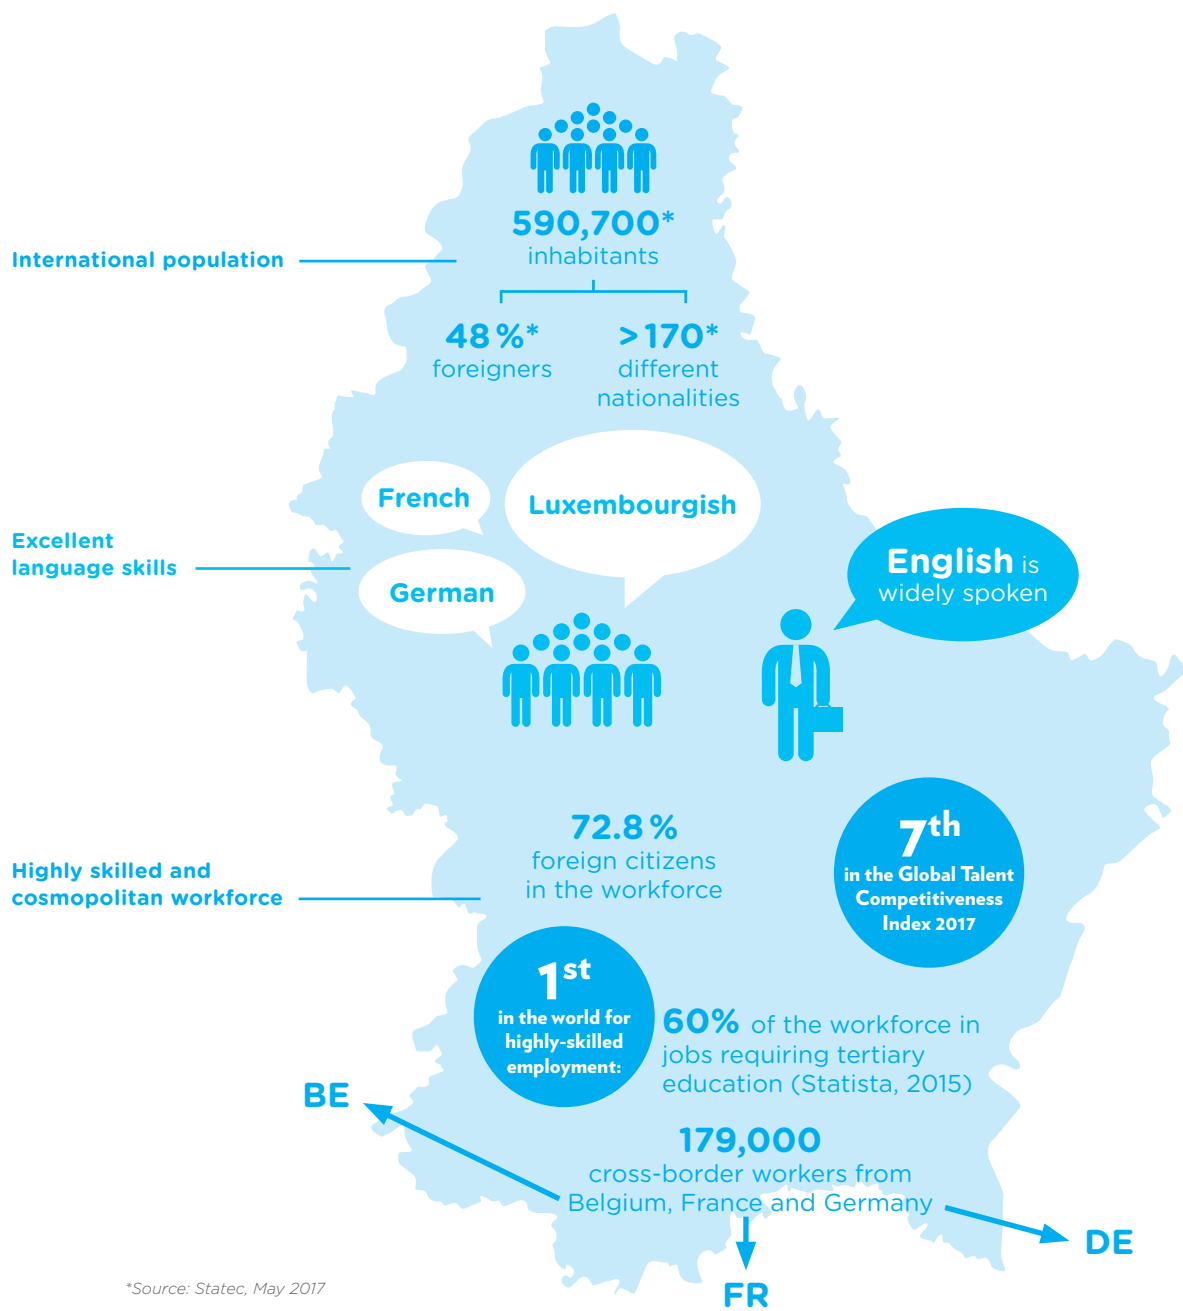 590,700*
inhabitants
International population
48 %*
foreigners
> 170*
different
nationalities
French
Luxembourgish
German
Excellent
language skills
English is
widely spoken
72.8 %
foreign citizens
in the workforce
7th
in the Global Talent
Competitiveness
Index 2017
Highly skilled and
cosmopolitan workforce
1st
in the world for
highly-skilled
employment:
60% of the workforce in
jobs requiring tertiary
education (Statista, 2015)
BE
179,000
cross-border workers from
Belgium, France and Germany
DE
FR
*Source: Statec, May 2017